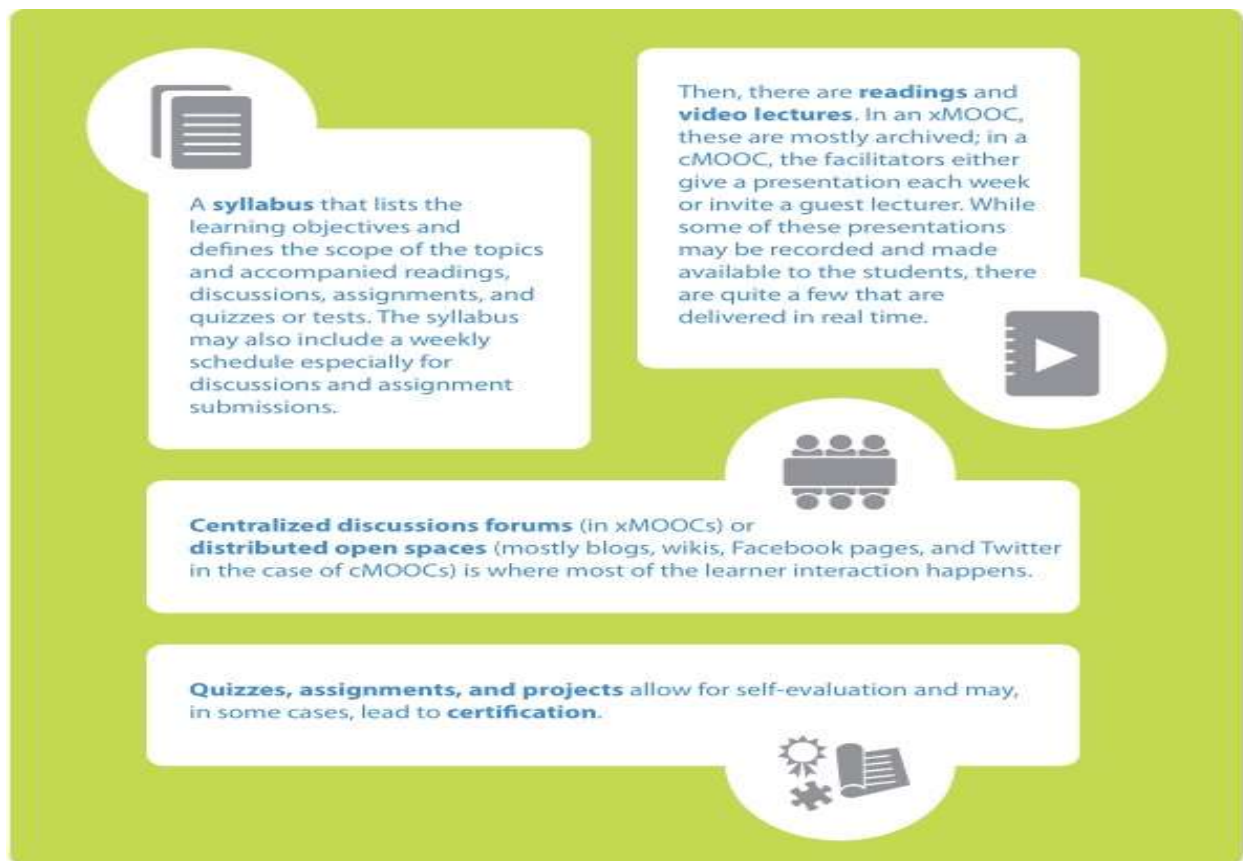 A syllabus that lists the
learning objectives and
defines the scope of the topics
and accompanied readings,
discussions, assignments, and
quizzes or tests. The syllabus
may also include a weekly
schedule especially for
discussions and assignment
submissions.
Then, there are readings and
video lectures. In an xMOOC,
these are mostly archived; in a
cMOOC, the facilitators either
give a presentation each week
or invite a guest lecturer. While
some of these presentations
may be recorded and made
available to the students, there
are quite a few that are
delivered in real time.
Centralized discussions forums (in xMOOCs) or
distributed open spaces (mostly blogs, wikis, Facebook pages, and Twitter
in the case of cMOOCs) is where most of the learner interaction happens.
Quizzes, assignments, and projects allow for self-evaluation and may,
in some cases, lead to certification.